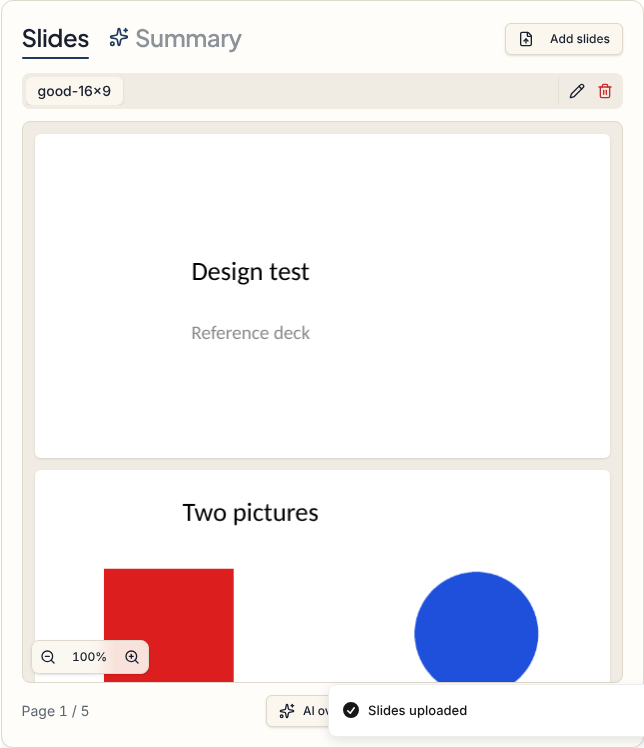 Slides Summary Add slides
good-16×9
Design test
Reference deck
Two pictures
100%
Page 1 / 5 AI
Slides uploaded